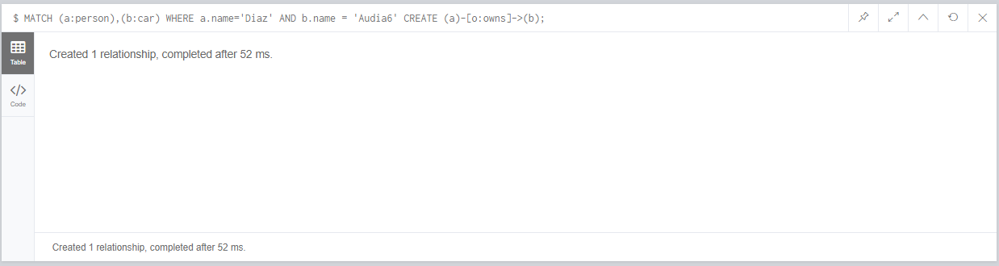 $ MATCH (a:person),(b:car) WHERE a.name='Diaz' AND b.name = 'Audia6' CREATE (a)-[o:owns]->(b);
Table
Created 1 relationship, completed after 52 ms.
</>
Code
Created 1 relationship, completed after 52 ms.